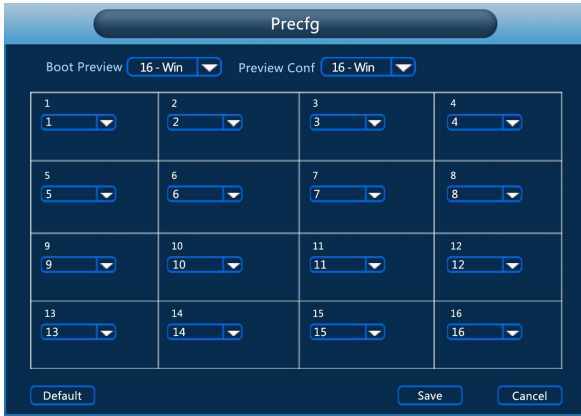 Precfg
Boot Preview 16 - Win Preview Conf 16 - Win
1 2 3 4
1 2 3 4
5 6 7 8
5 6 7 8
9 10 11 12
9 10 11 12
13 14 15 16
13 14 15 16
Default Save Cancel